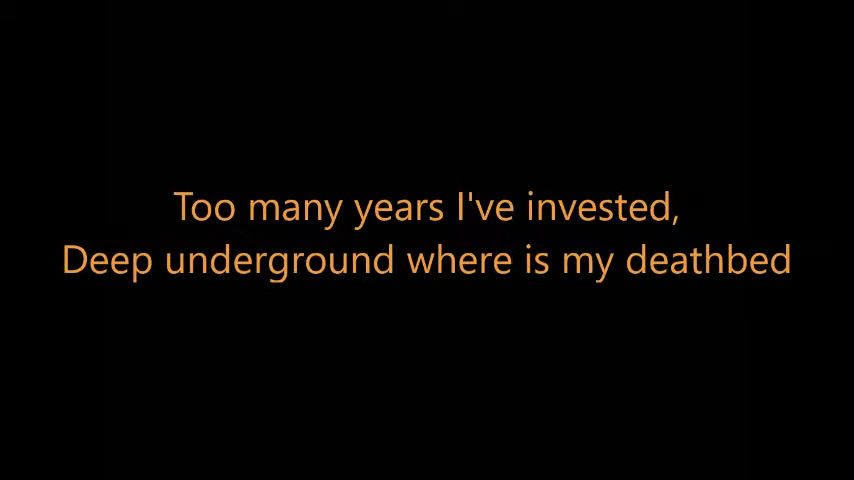 Too many years I've invested,
Deep underground where is my deathbed